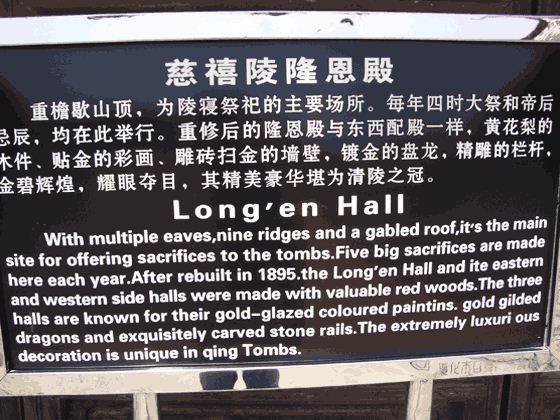 慈禧陵隆恩殿
重檐歇山顶，为陵寝祭祀的主要场所。每年四时大祭和帝后
忌辰，均在此举行。重修后的隆恩殿与东西配殿一样，黄花梨的
木件、贴金的彩画、雕砖扫金的墙壁，镀金的盘龙，精雕的栏杆，
金碧辉煌，耀眼夺目，其精美豪华堪为清陵之冠。
Long'en Hall
With multiple eaves,nine ridges and a gabled roof,it's the main
site for offering sacrifices to the tombs.Five big sacrifices are made
here each year.After rebuilt in 1895.the Long'en Hall and ite eastern
and western side halls were made with valuable red woods.The three
halls are known for their gold-glazed coloured paintins. gold gilded
dragons and exquisitely carved stone rails.The extremely luxuri ous
decoration is unique in qing Tombs.